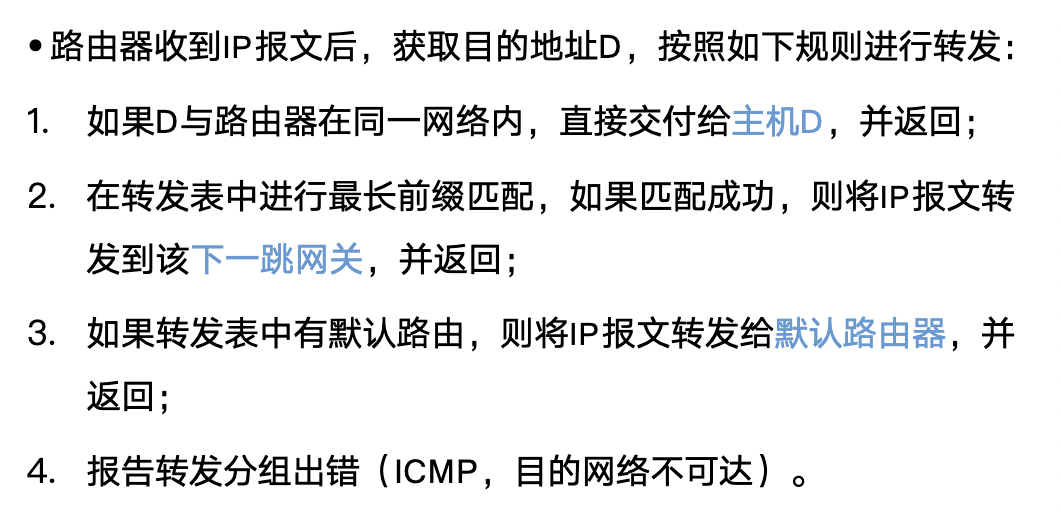 •路由器收到IP报文后，获取目的地址D，按照如下规则进行转发：
1. 如果D与路由器在同一网络内，直接交付给主机D，并返回；
2. 在转发表中进行最长前缀匹配，如果匹配成功，则将IP报文转
发到该下一跳网关，并返回；
3. 如果转发表中有默认路由，则将IP报文转发给默认路由器，并
返回；
4. 报告转发分组出错（ICMP，目的网络不可达）。